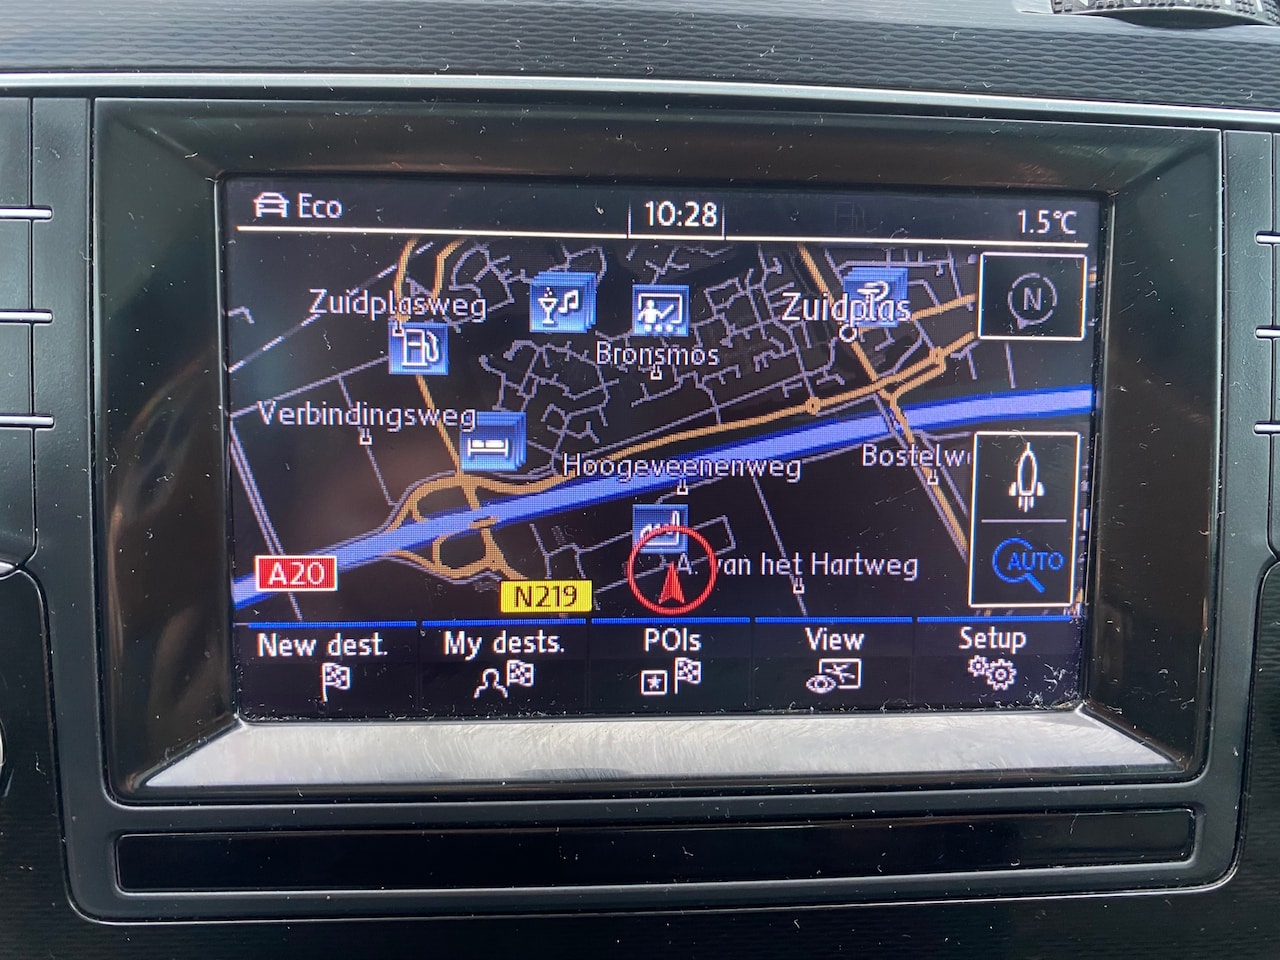 Eco
10:28
1.5°C
Zuidplasweg
Zuidplas
N
Bronsmos
Verbindingsweg
Hoogeveenenweg
Bostelw
AUTO
A. van het Hartweg
A20
N219
New dest.
My dests.
POIs
View
Setup